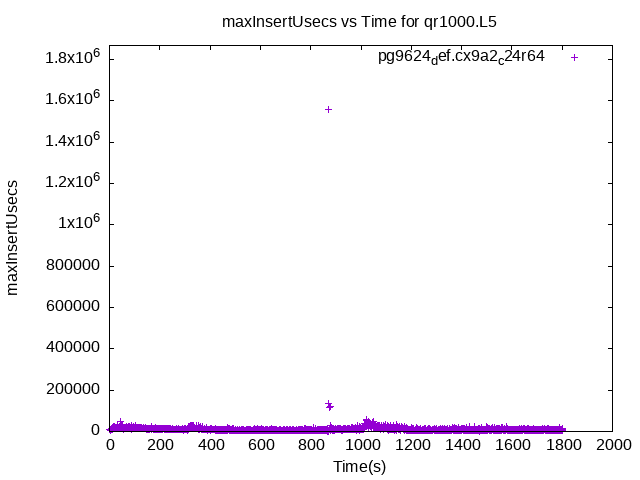 maxInsertUsecs vs Time for qr1000.L5
pg9624def.cx9a2c24r64
maxInsertUsecs
1.8x10^6
1.6x10^6
1.4x10^6
1.2x10^6
1x10^6
800000
600000
400000
200000
0
0 200 400 600 800 1000 1200 1400 1600 1800 2000
Time(s)